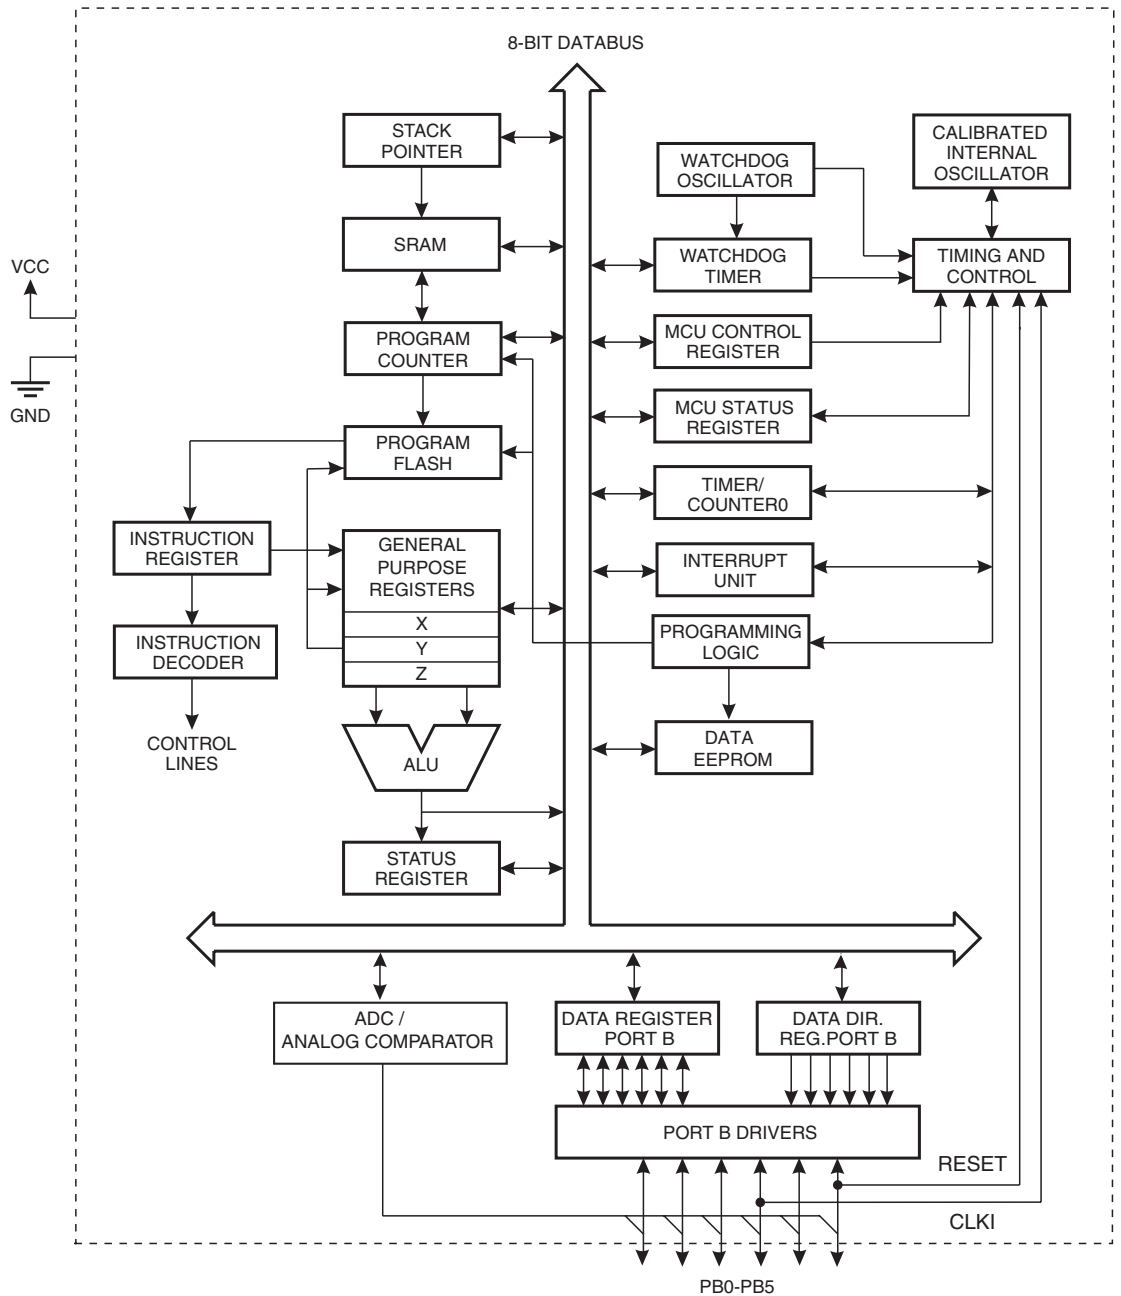 8-BIT DATABUS
STACK
POINTER
SRAM
PROGRAM
COUNTER
PROGRAM
FLASH
INSTRUCTION
REGISTER
INSTRUCTION
DECODER
CONTROL
LINES
GENERAL
PURPOSE
REGISTERS
X
Y
Z
ALU
STATUS
REGISTER
VCC
GND
WATCHDOG
OSCILLATOR
CALIBRATED
INTERNAL
OSCILLATOR
WATCHDOG
TIMER
TIMING AND
CONTROL
MCU CONTROL
REGISTER
MCU STATUS
REGISTER
TIMER/
COUNTER0
INTERRUPT
UNIT
PROGRAMMING
LOGIC
DATA
EEPROM
ADC /
ANALOG COMPARATOR
DATA REGISTER
PORT B
DATA DIR.
REG.PORT B
PORT B DRIVERS
RESET
CLKI
PB0-PB5